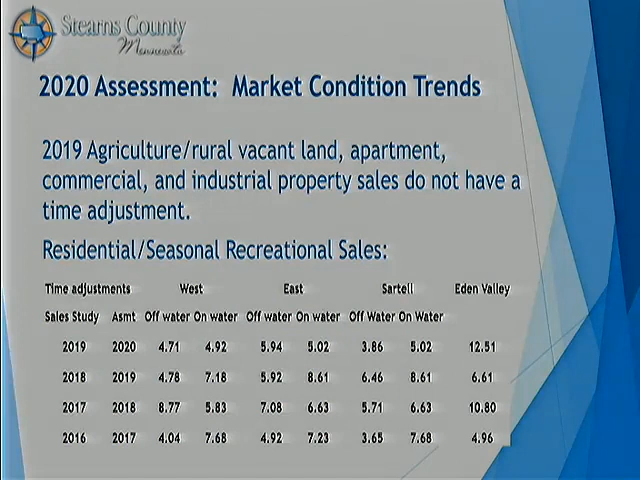 Stearns County
Minnesota
2020 Assessment: Market Condition Trends
2019 Agriculture/rural vacant land, apartment,
commercial, and industrial property sales do not have a
time adjustment.
Residential/Seasonal Recreational Sales:
Time adjustments West East Sartell Eden Valley
Sales Study Asmt Off water On water Off water On water Off Water On Water
2019 2020 4.71 4.92 5.94 5.02 3.86 5.02 12.51
2018 2019 4.78 7.18 5.92 8.61 6.46 8.61 6.61
2017 2018 8.77 5.83 7.08 6.63 5.71 6.63 10.80
2016 2017 4.04 7.68 4.92 7.23 3.65 7.68 4.96